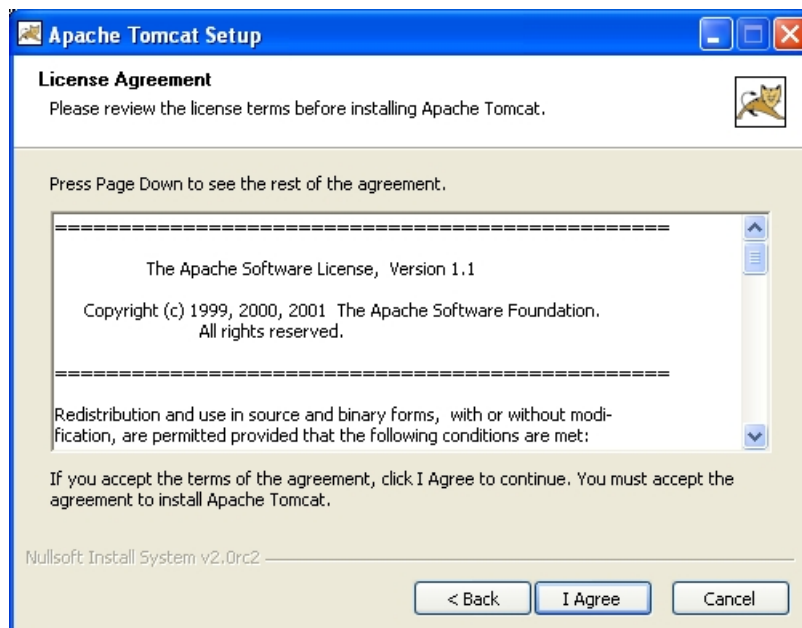 Apache Tomcat Setup
License Agreement
Please review the license terms before installing Apache Tomcat.
Press Page Down to see the rest of the agreement.
================================================
The Apache Software License, Version 1.1
Copyright (c) 1999, 2000, 2001 The Apache Software Foundation.
All rights reserved.
================================================
Redistribution and use in source and binary forms, with or without modi-
fication, are permitted provided that the following conditions are met:
If you accept the terms of the agreement, click I Agree to continue. You must accept the
agreement to install Apache Tomcat.
Nullsoft Install System v2.0rc2
< Back I Agree Cancel